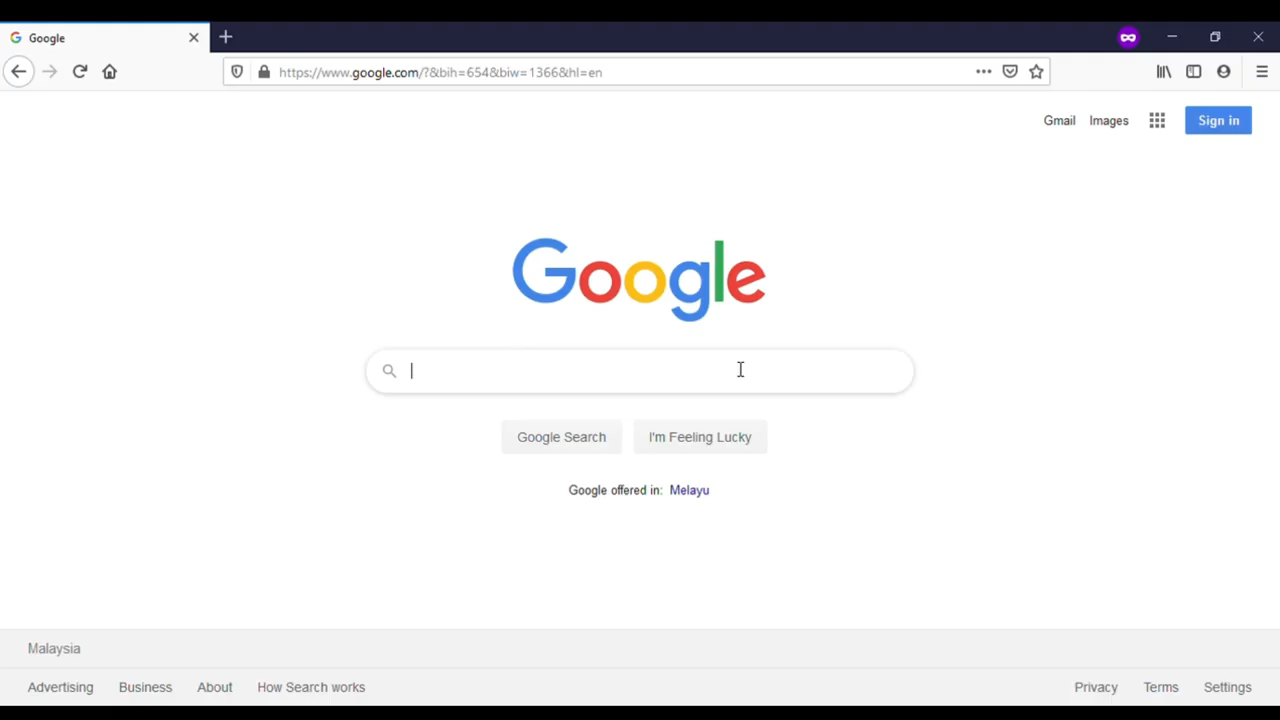 Google
https://www.google.com/?&bih=654&biw=1366&hl=en
Gmail Images Sign in
Google
Google Search I'm Feeling Lucky
Google offered in: Melayu
Malaysia
Advertising Business About How Search works Privacy Terms Settings